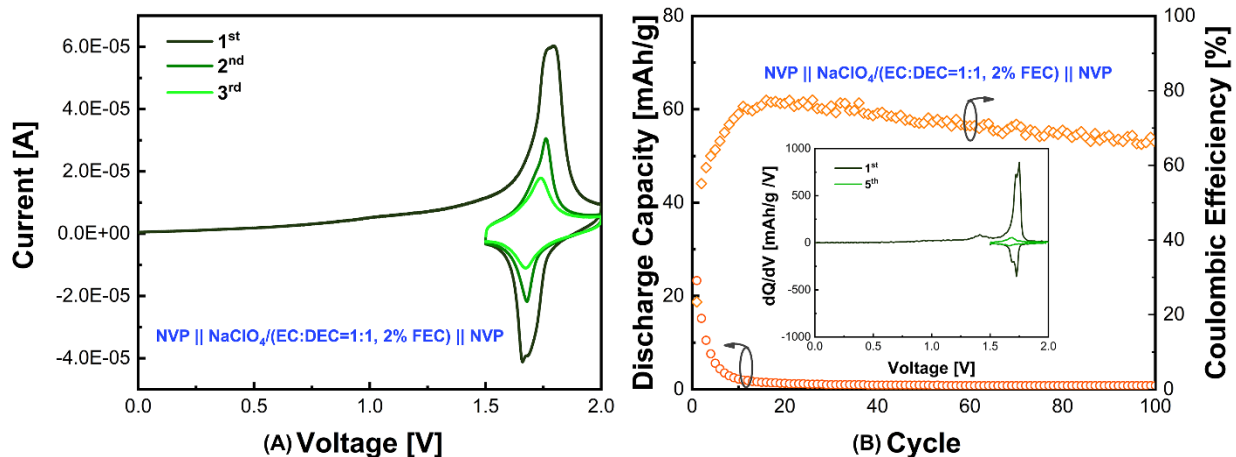 Current [A]
6.0E-05
4.0E-05
2.0E-05
0.0E+00
-2.0E-05
-4.0E-05
1st
2nd
3rd
NVP || NaClO4/(EC:DEC=1:1, 2% FEC) || NVP
0.0
0.5
1.0
1.5
2.0
(A) Voltage [V]
Discharge Capacity [mAh/g]
80
60
40
20
0
NVP || NaClO4/(EC:DEC=1:1, 2% FEC) || NVP
dQ/dV [mAh/g /V]
1000
500
0
-500
-1000
1st
5th
0.0
0.5
1.0
1.5
2.0
Voltage [V]
100
80
60
40
20
0
Coulombic Effeiciency [%]
0
20
40
60
80
100
(B) Cycle